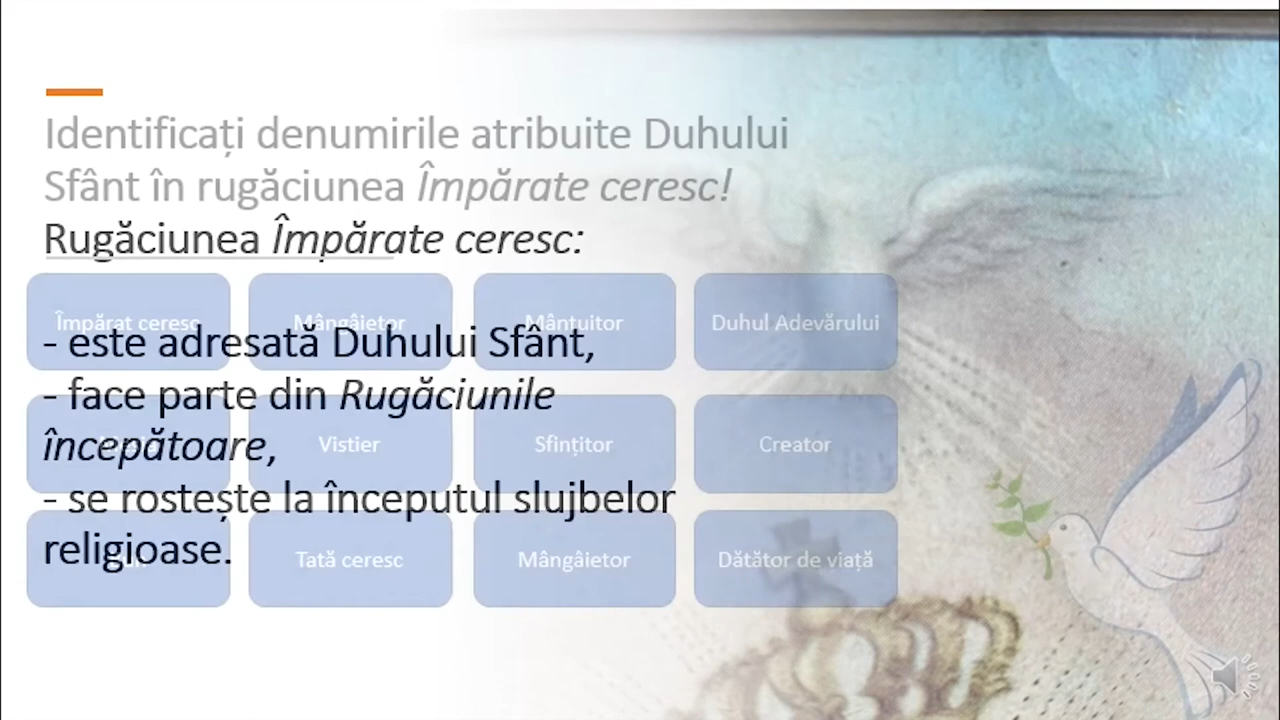 Identificați denumirile atribuite Duhului
Sfânt în rugăciunea Împărate ceresc!
Rugăciunea Împărate ceresc:
Împărat ceresc
Mângâietor
Mântuitor
Duhul Adevărului
- este adresată Duhului Sfânt,
- face parte din Rugăciunile
începătoare,
Vistier
Sfințitor
Creator
- se rostește la începutul slujbelor
religioase.
Tată ceresc
Mângâietor
Dătător de viață